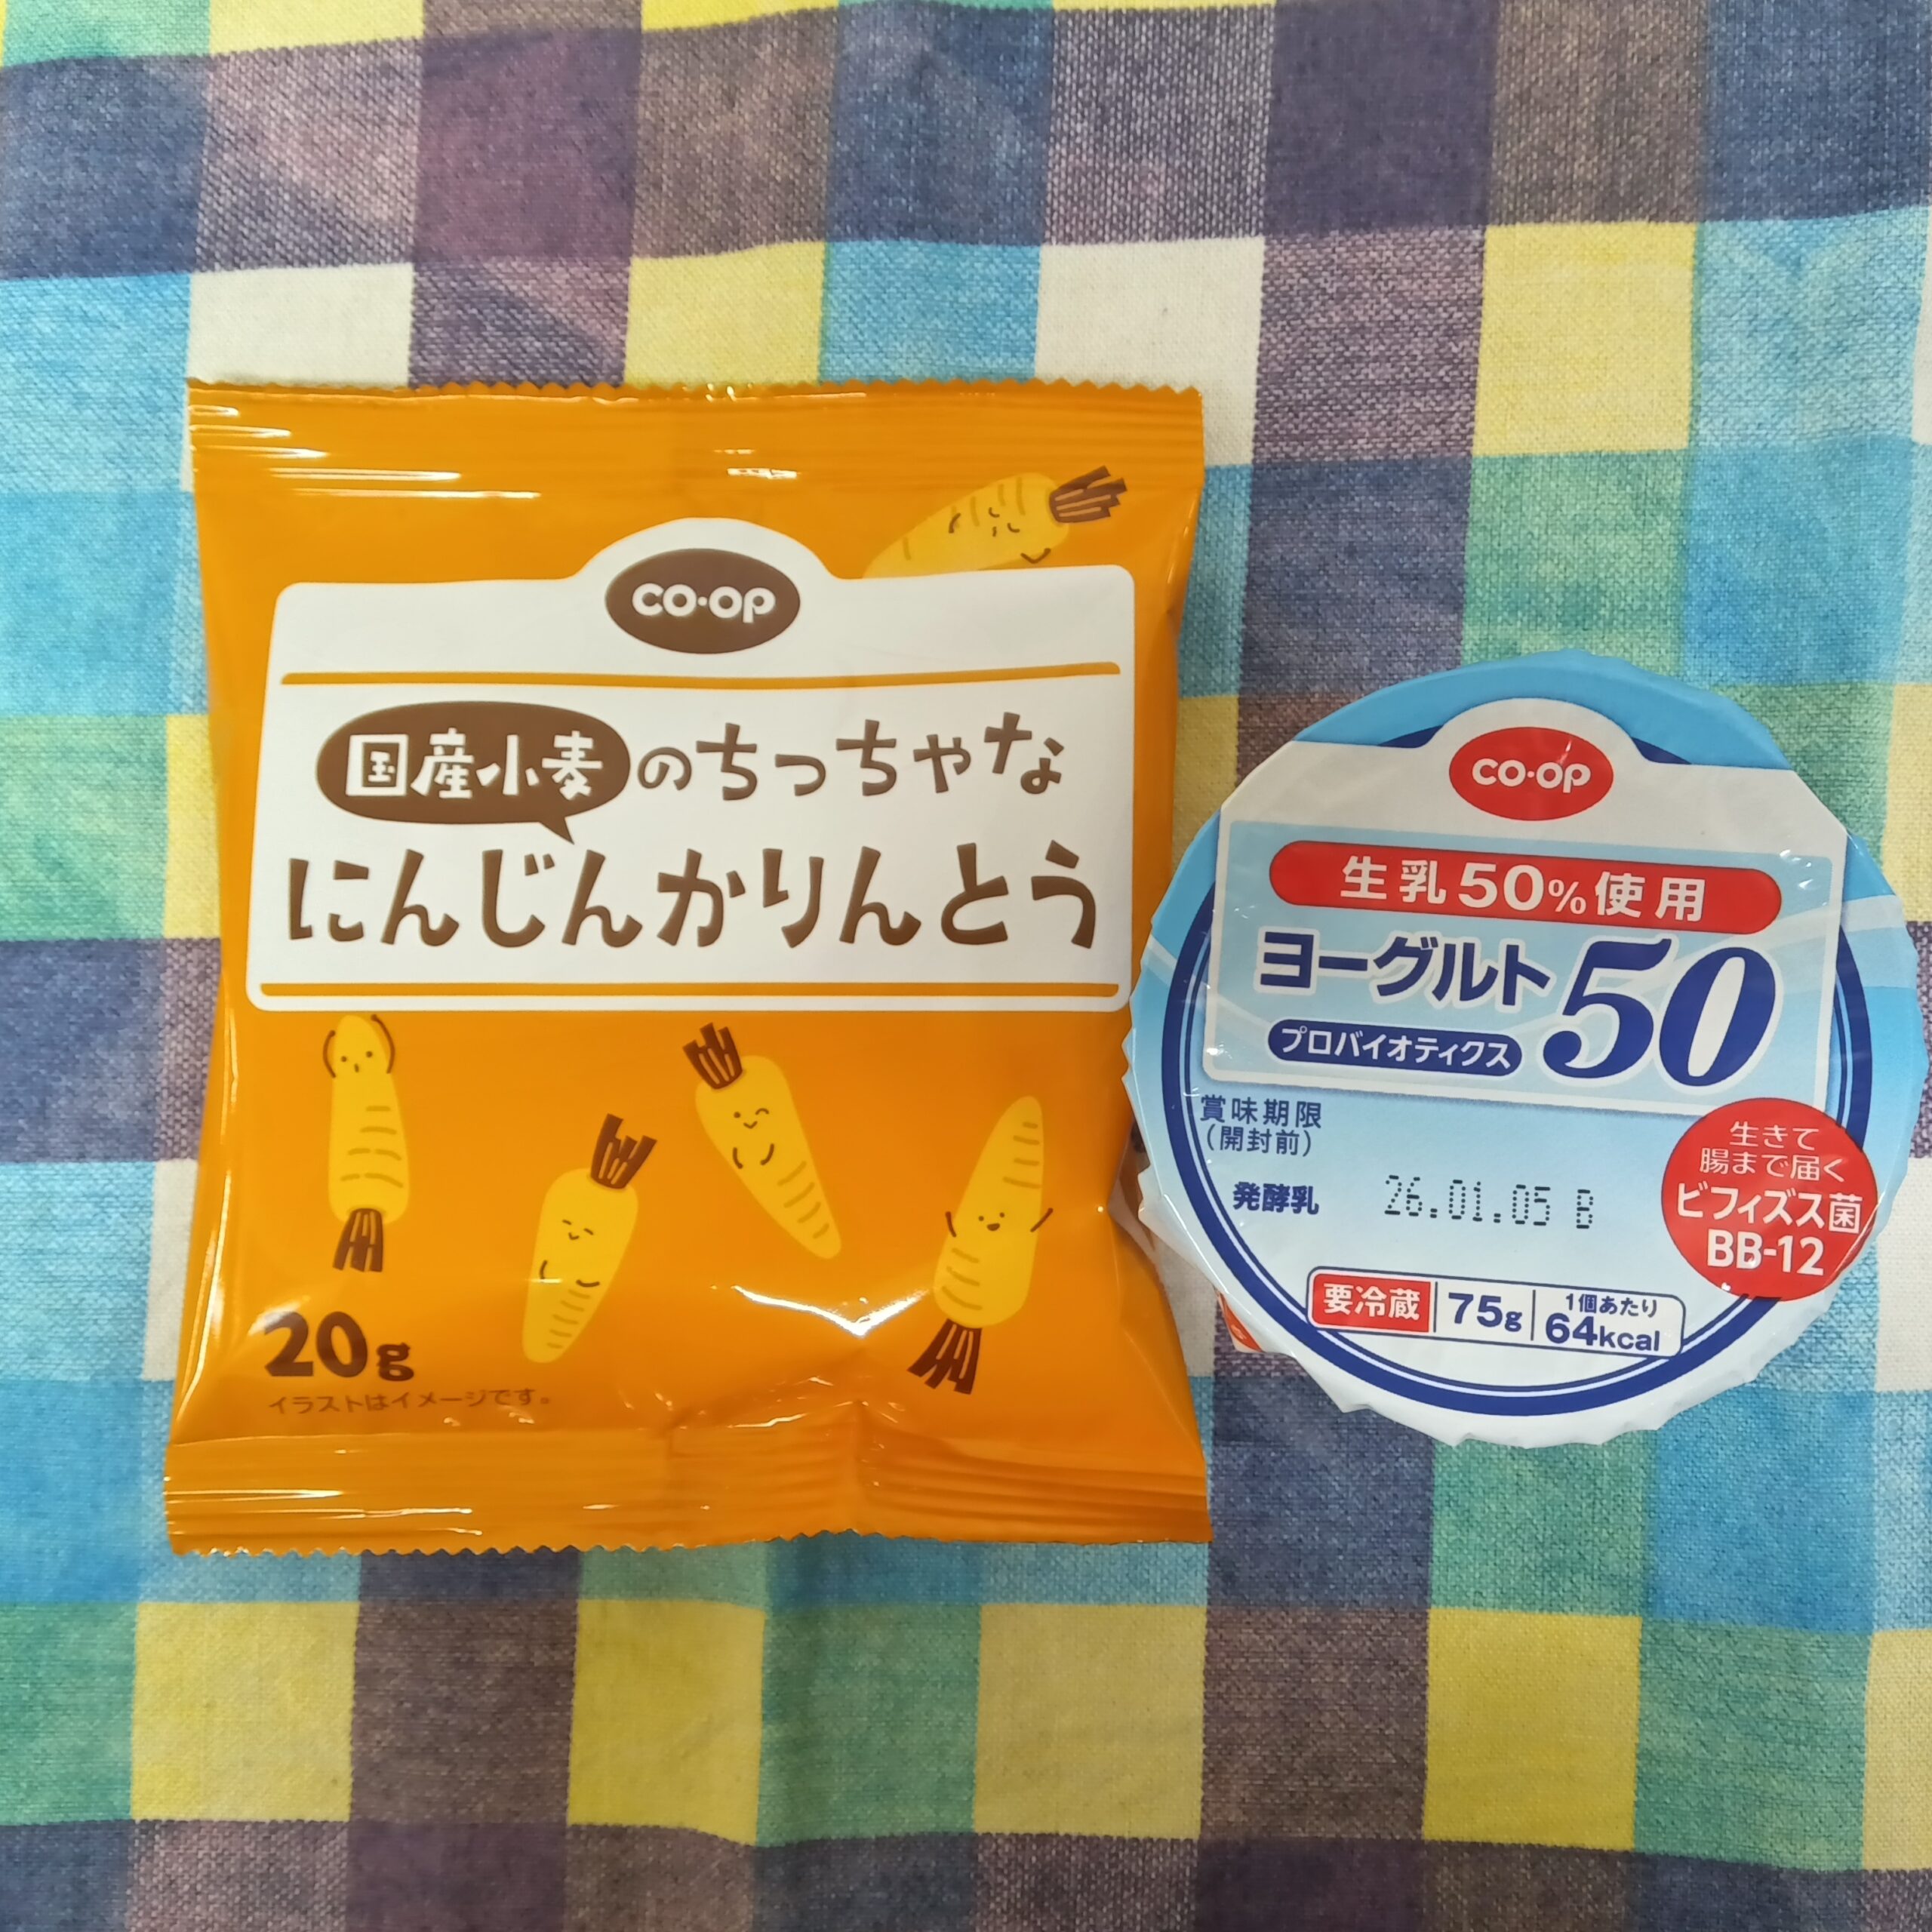 co・op
国産小麦のちっちゃな
にんじんかりんとう
20g
イラストはイメージです。
co・op
生乳50%使用
ヨーグルト50
プロバイオティクス
賞味期限
(開封前)
発酵乳
26.01.05 B
生きて
腸まで届く
ビフィズス菌
BB-12
要冷蔵 75g 1個あたり
64kcal